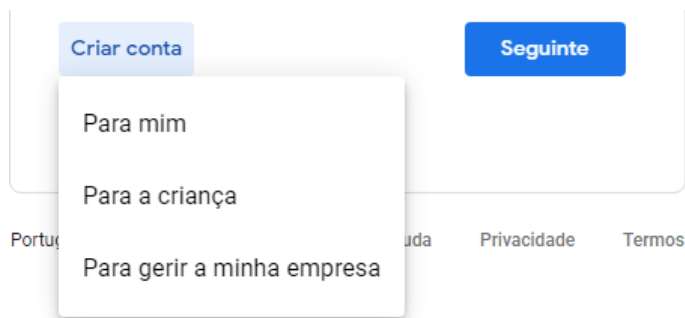 Criar conta
Seguinte
Para mim
Para a criança
Privacidade
Termos
Para gerir a minha empresa